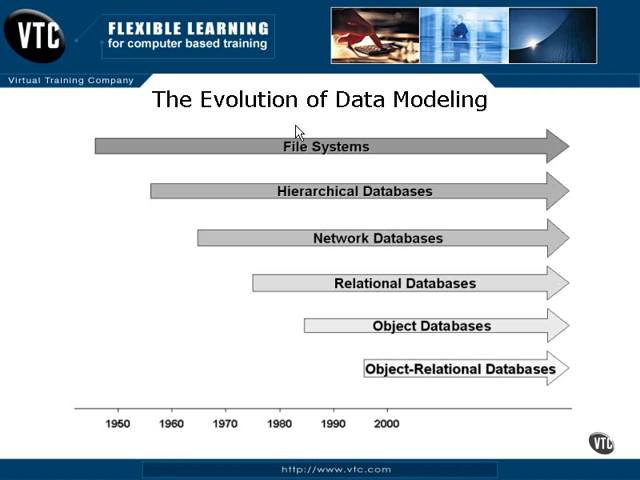 VTC
FLEXIBLE LEARNING
for computer based training
Virtual Training Company
The Evolution of Data Modeling
File Systems
Hierarchical Databases
Network Databases
Relational Databases
Object Databases
Object-Relational Databases
1950 1960 1970 1980 1990 2000
VTC
http://www.vtc.com